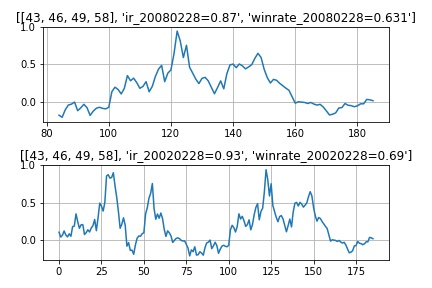 [[43, 46, 49, 58], 'ir_20080228=0.87', 'winrate_20080228=0.631']
1.0
0.5
0.0
80 100 120 140 160 180
[[43, 46, 49, 58], 'ir_20020228=0.93', 'winrate_20020228=0.69']
1.0
0.5
0.0
0 25 50 75 100 125 150 175